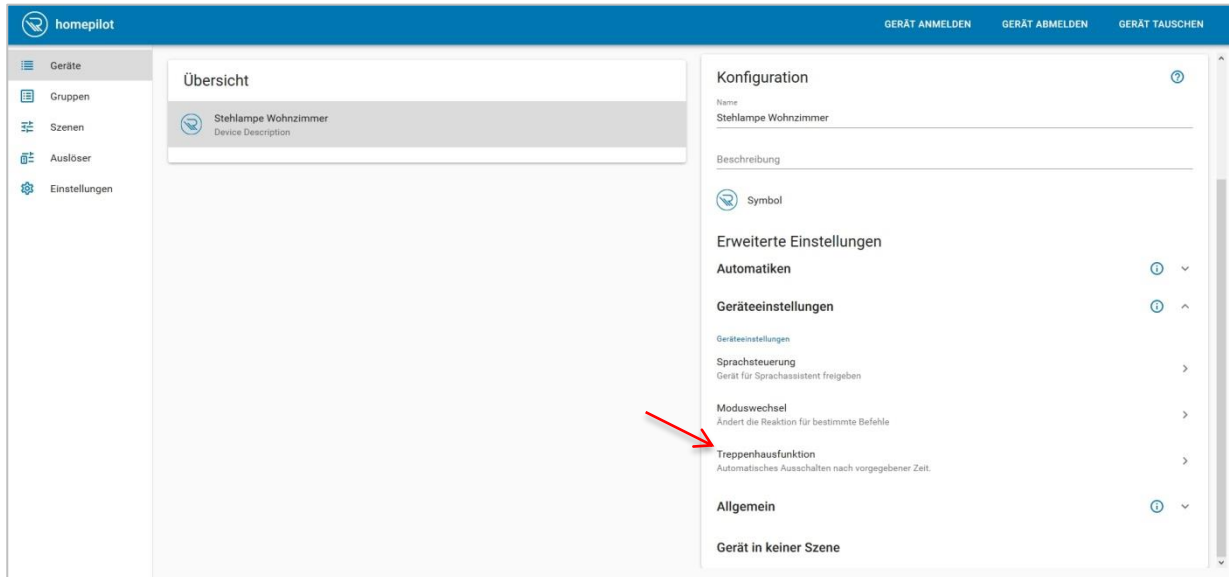 homepilot
GERÄT ANMELDEN GERÄT ABMELDEN GERÄT TAUSCHEN
Geräte
Gruppen
Szenen
Auslöser
Einstellungen
Übersicht
Stehlampe Wohnzimmer
Device Description
Konfiguration
Name
Stehlampe Wohnzimmer
Beschreibung
Symbol
Erweiterte Einstellungen
Automatiken
Geräteeinstellungen
Geräteeinstellungen
Sprachsteuerung
Gerät für Sprachassistent freigeben
Moduswechsel
Ändert die Reaktion für bestimmte Befehle
Treppenhausfunktion
Automatisches Ausschalten nach vorgegebener Zeit.
Allgemein
Gerät in keiner Szene